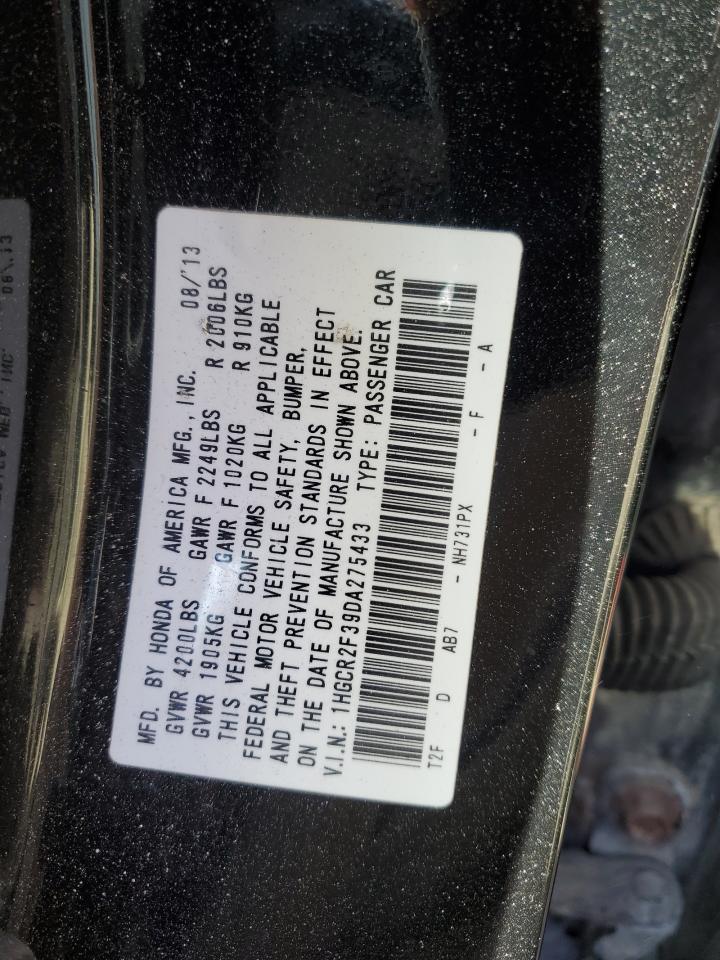 MFD. BY HONDA OF AMERICA MFG., INC. 08/'13
GVWR 4200LBS GAWR F 2249LBS R 2006LBS
GVWR 1905KG GAWR F 1020KG R 910KG
THIS VEHICLE CONFORMS TO ALL APPLICABLE
FEDERAL MOTOR VEHICLE SAFETY, BUMPER,
AND THEFT PREVENTION STANDARDS IN EFFECT
ON THE DATE OF MANUFACTURE SHOWN ABOVE.
V.I.N.: 1HGCR2F39DA275433 TYPE: PASSENGER CAR
T2F D AB7 - NH731PX - F - A